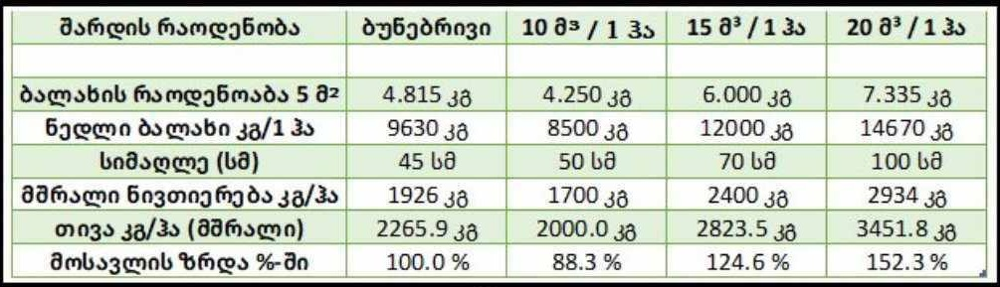 შარდის რაოდენობა ბუნებრივი 10 მ³ / 1 ჰა 15 მ³ / 1 ჰა 20 მ³ / 1 ჰა
ბალახის რაოდენოაბა 5 მ² 4.815 კგ 4.250 კგ 6.000 კგ 7.335 კგ
ნედლი ბალახი კგ/1 ჰა 9630 კგ 8500 კგ 12000 კგ 14670 კგ
სიმაღლე (სმ) 45 სმ 50 სმ 70 სმ 100 სმ
მშრალი ნივთიერება კგ/ჰა 1926 კგ 1700 კგ 2400 კგ 2934 კგ
თივა კგ/ჰა (მშრალი) 2265.9 კგ 2000.0 კგ 2823.5 კგ 3451.8 კგ
მოსავლის ზრდა %-ში 100.0 % 88.3 % 124.6 % 152.3 %